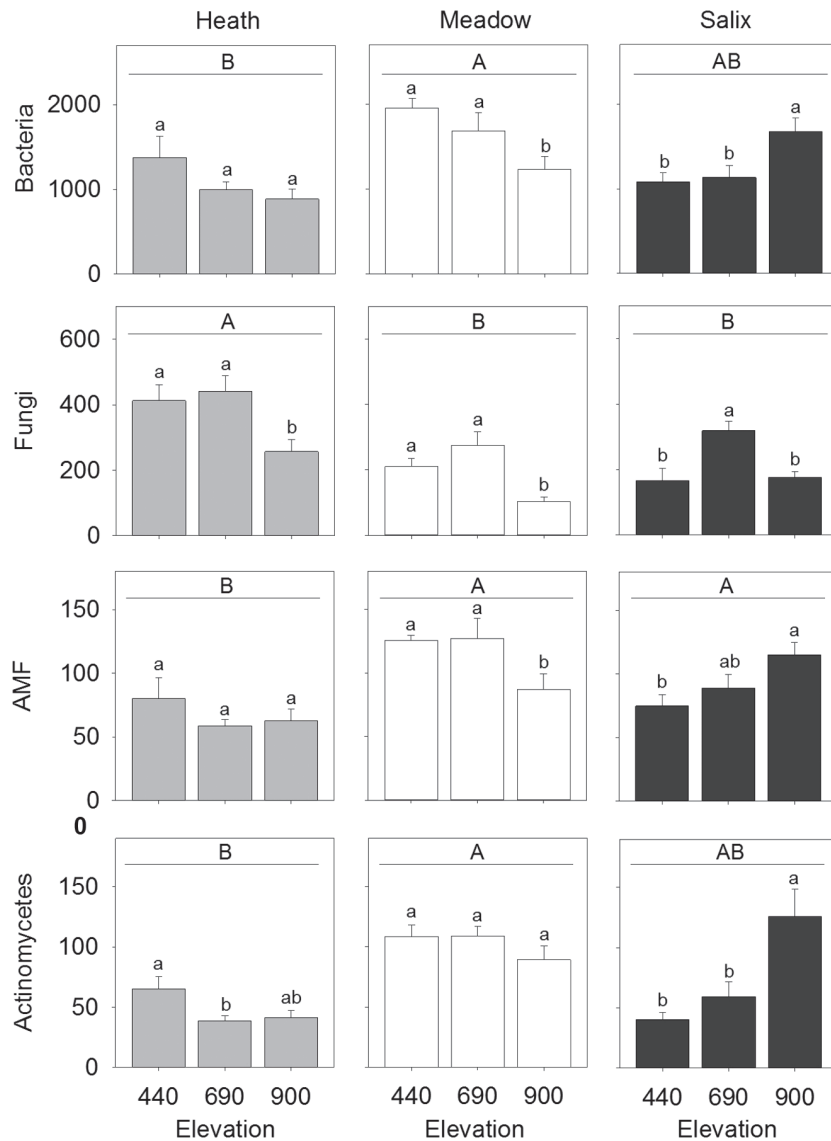 Heath Meadow Salix
Bacteria
B A AB
2000
1000
0
a a a
a a b
b b a
Fungi
A B B
600
400
200
0
a a b
a a b
b a b
AMF
B A A
150
100
50
0
a a a
a a b
b ab a
0
Actinomycetes
B A AB
150
100
50
0
a b ab
a a a
b b a
440 690 900 440 690 900 440 690 900
Elevation Elevation Elevation